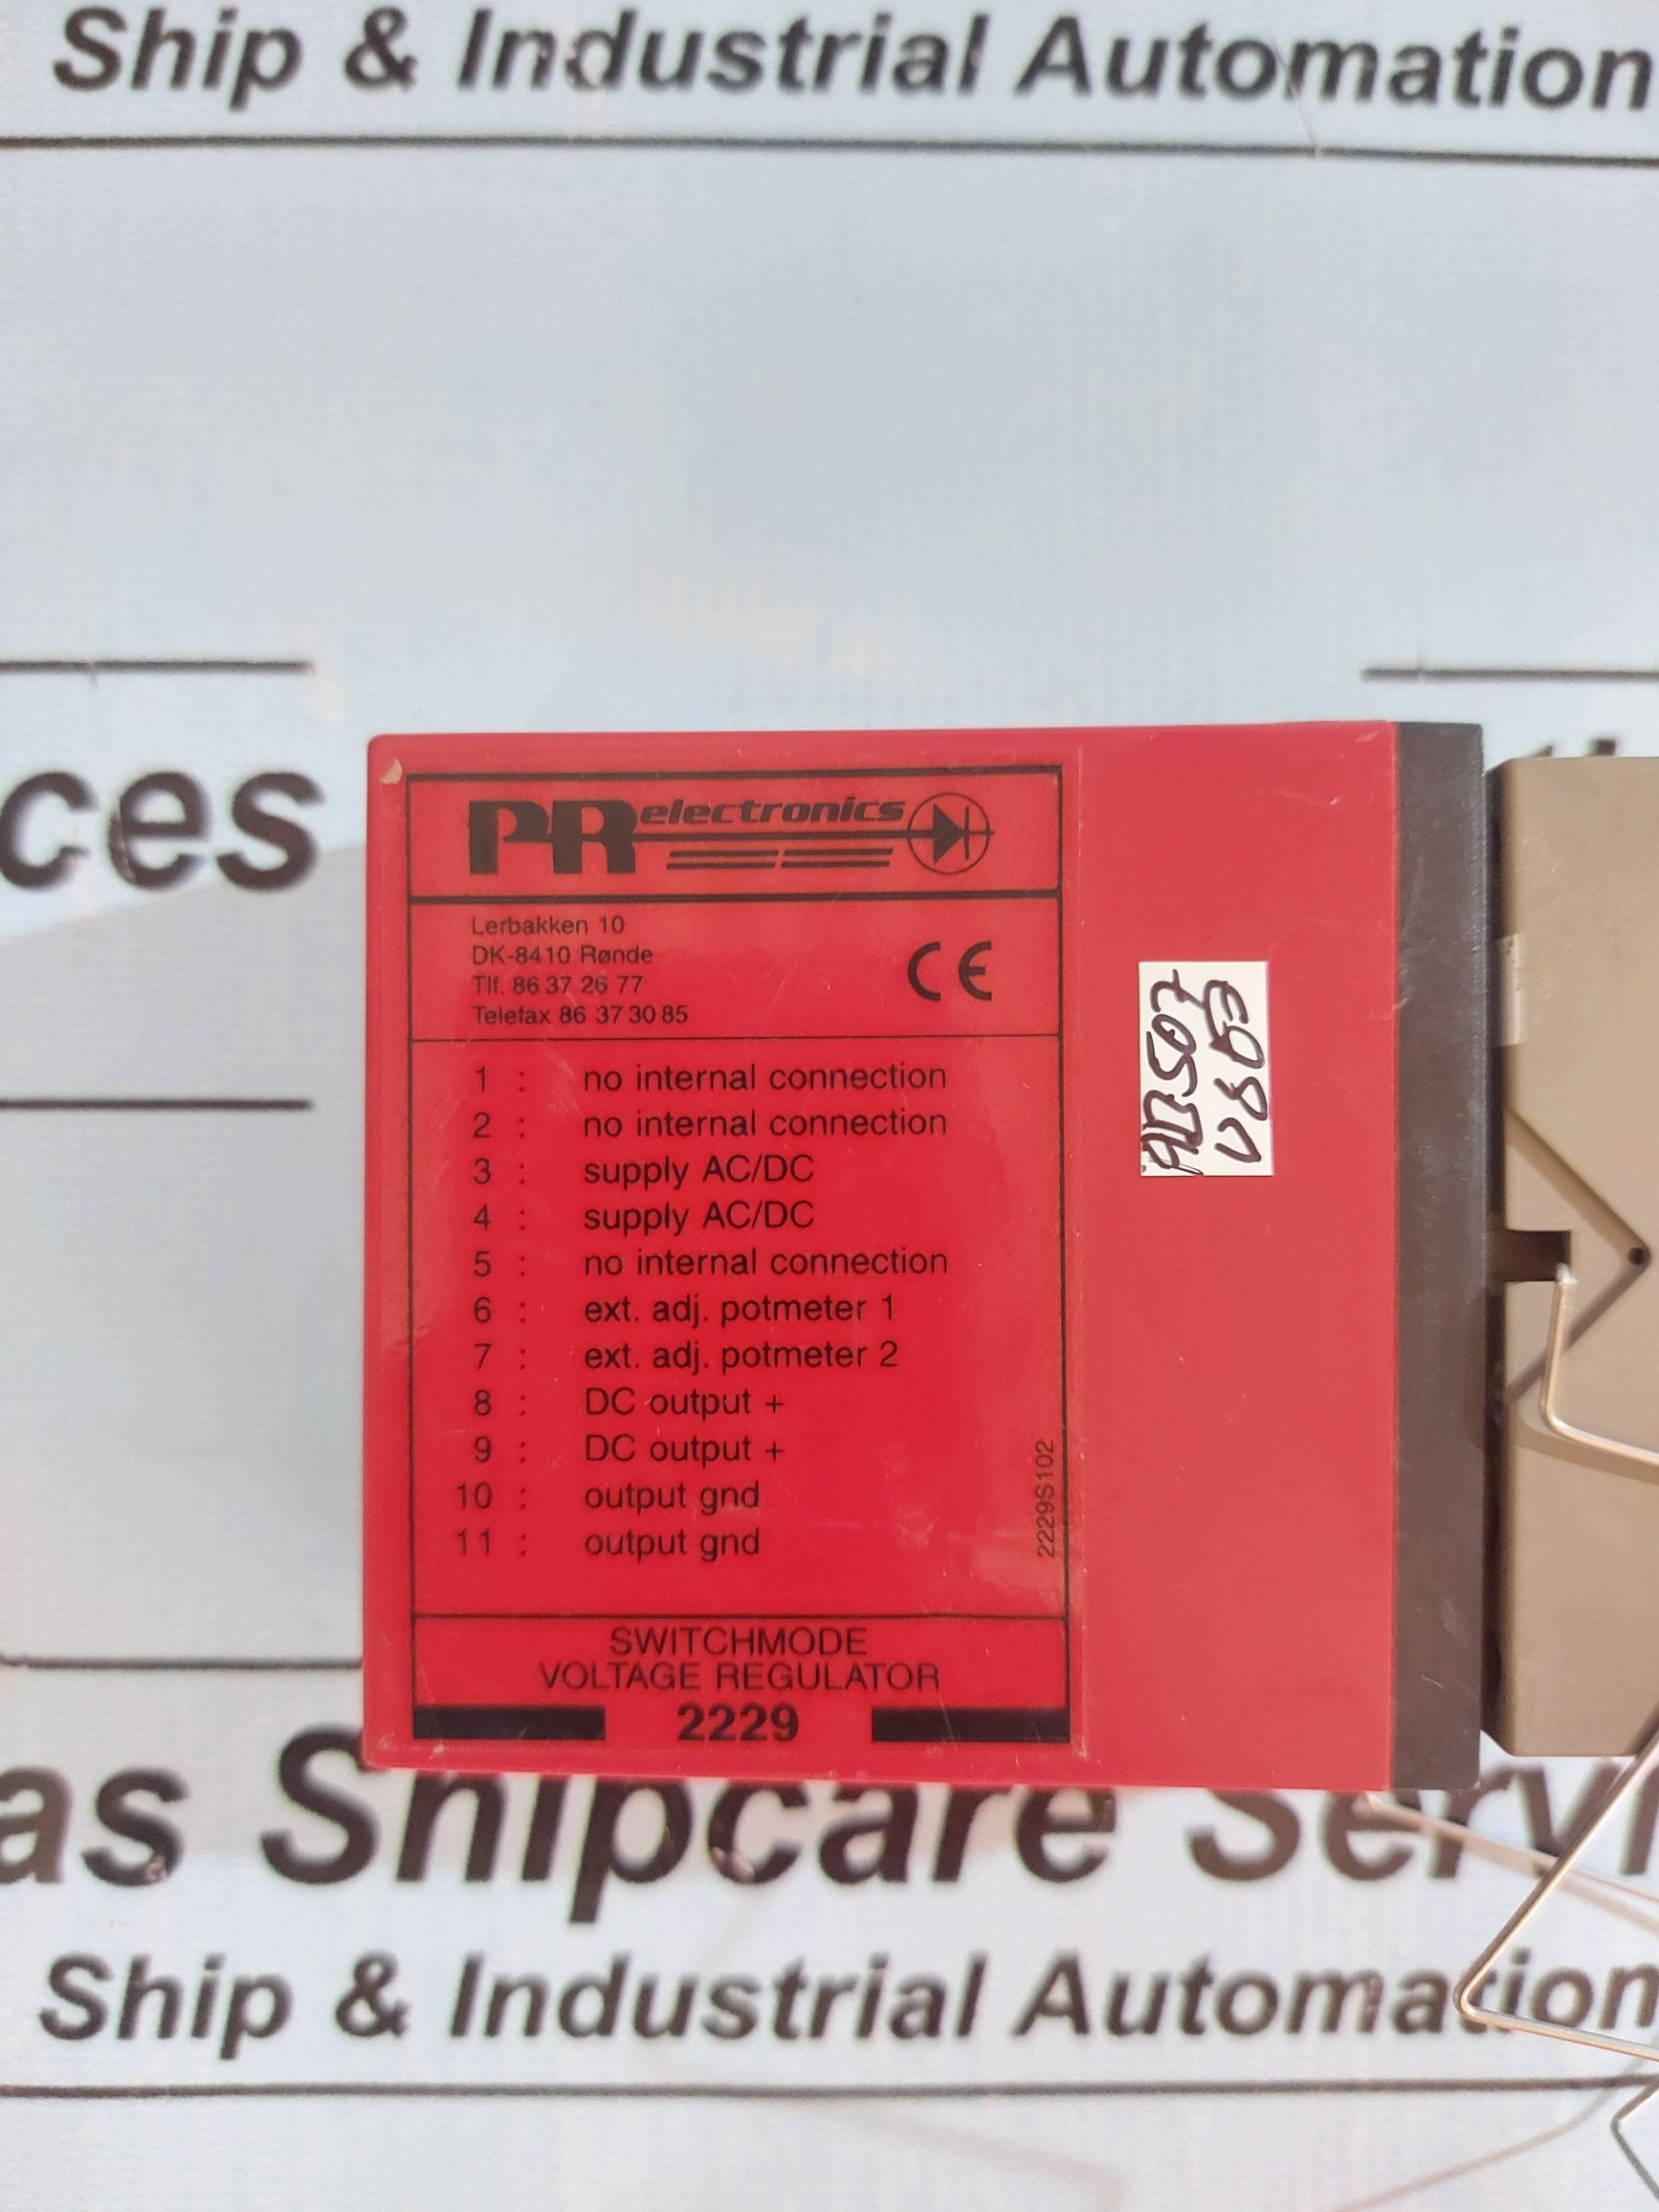 Ship & Industrial Automation
ces
PR electronics
Lerbakken 10
DK-8410 Rønde
Tlf. 86 37 26 77
Telefax 86 37 30 85
CE
1 : no internal connection
2 : no internal connection
3 : supply AC/DC
4 : supply AC/DC
5 : no internal connection
6 : ext. adj. potmeter 1
7 : ext. adj. potmeter 2
8 : DC output +
9 : DC output +
10 : output gnd
11 : output gnd
2229S102
SWITCHMODE
VOLTAGE REGULATOR
2229
as Shipcare Servi
Ship & Industrial Automation